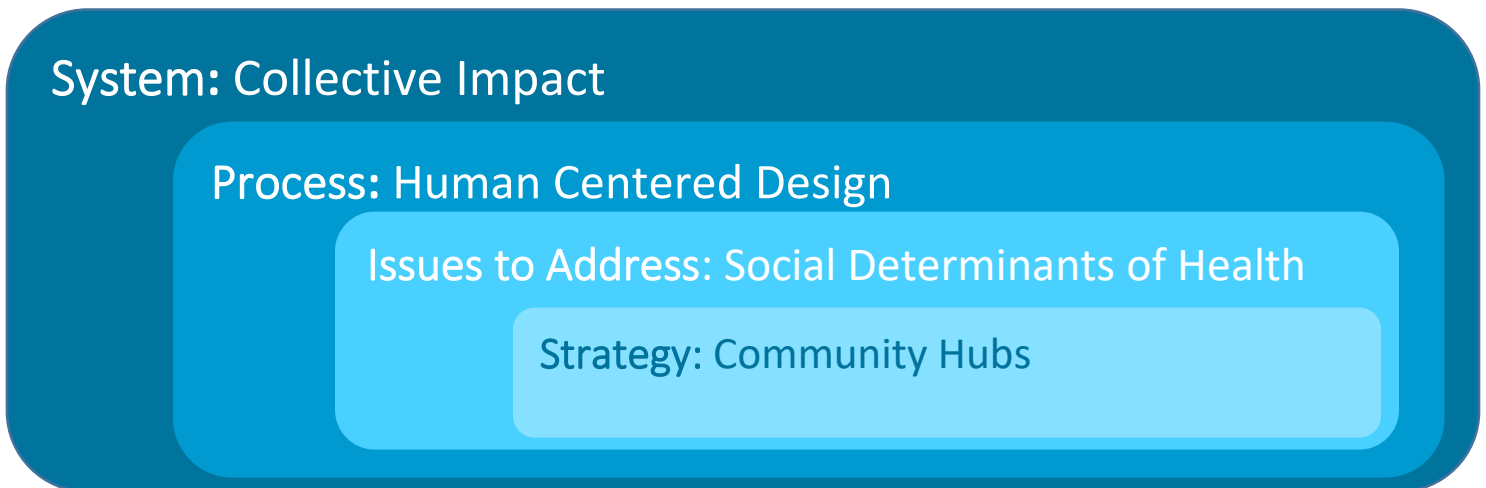 System: Collective Impact
Process: Human Centered Design
Issues to Address: Social Determinants of Health
Strategy: Community Hubs